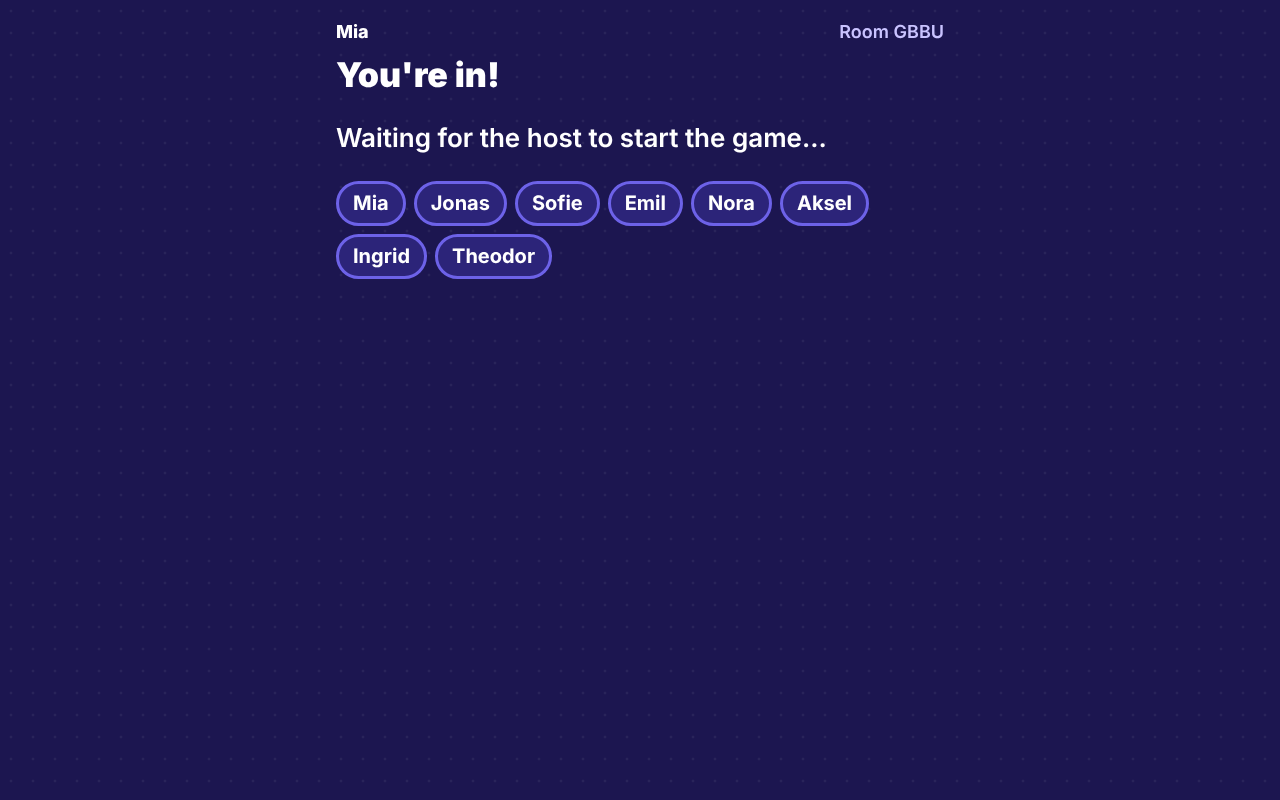 Mia Room GBBU
You're in!
Waiting for the host to start the game...
Mia Jonas Sofie Emil Nora Aksel
Ingrid Theodor